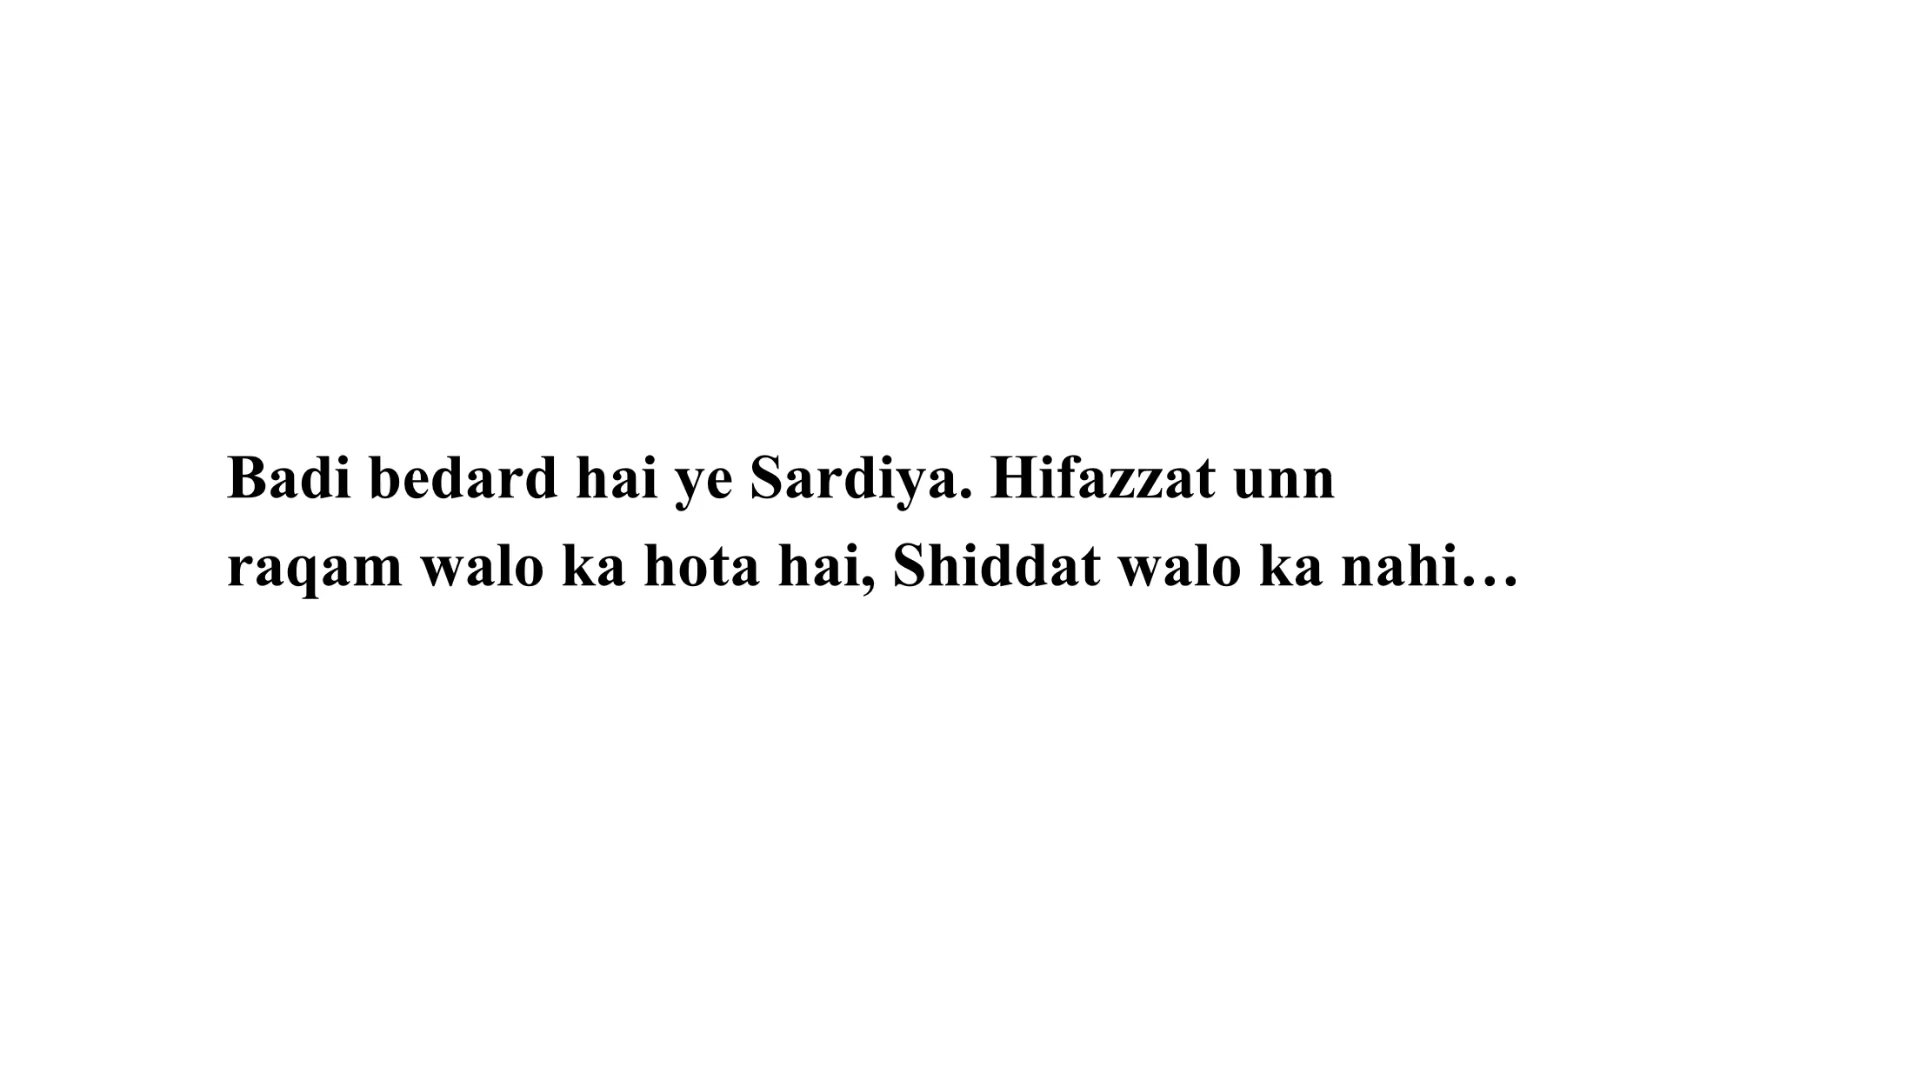 Badi bedard hai ye Sardiya. Hifazzat unn
raqam walo ka hota hai, Shiddat walo ka nahi…